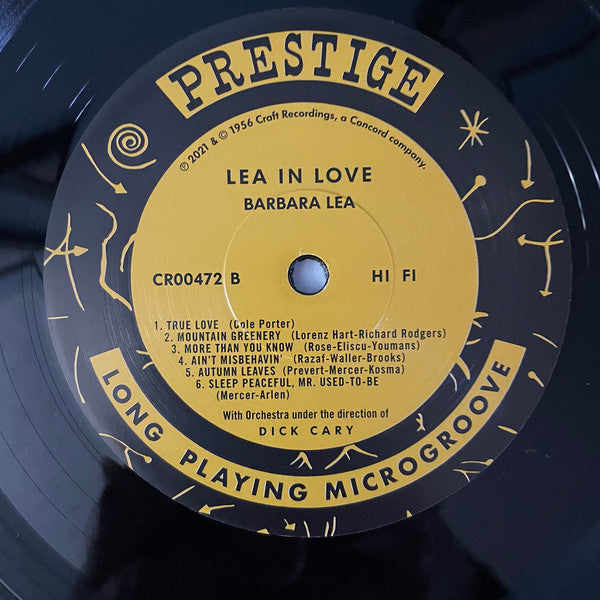 PRESTIGE
℗ 2021 & © 1956 Craft Recordings, a Concord company.
LEA IN LOVE
BARBARA LEA
CR00472 B HI FI
1. TRUE LOVE (Cole Porter)
2. MOUNTAIN GREENERY (Lorenz Hart-Richard Rodgers)
3. MORE THAN YOU KNOW (Rose-Eliscu-Youmans)
4. AIN'T MISBEHAVIN' (Razaf-Waller-Brooks)
5. AUTUMN LEAVES (Prevert-Mercer-Kosma)
6. SLEEP PEACEFUL, MR. USED-TO-BE
(Mercer-Arlen)
With Orchestra under the direction of
DICK CARY
LONG PLAYING MICROGROOVE